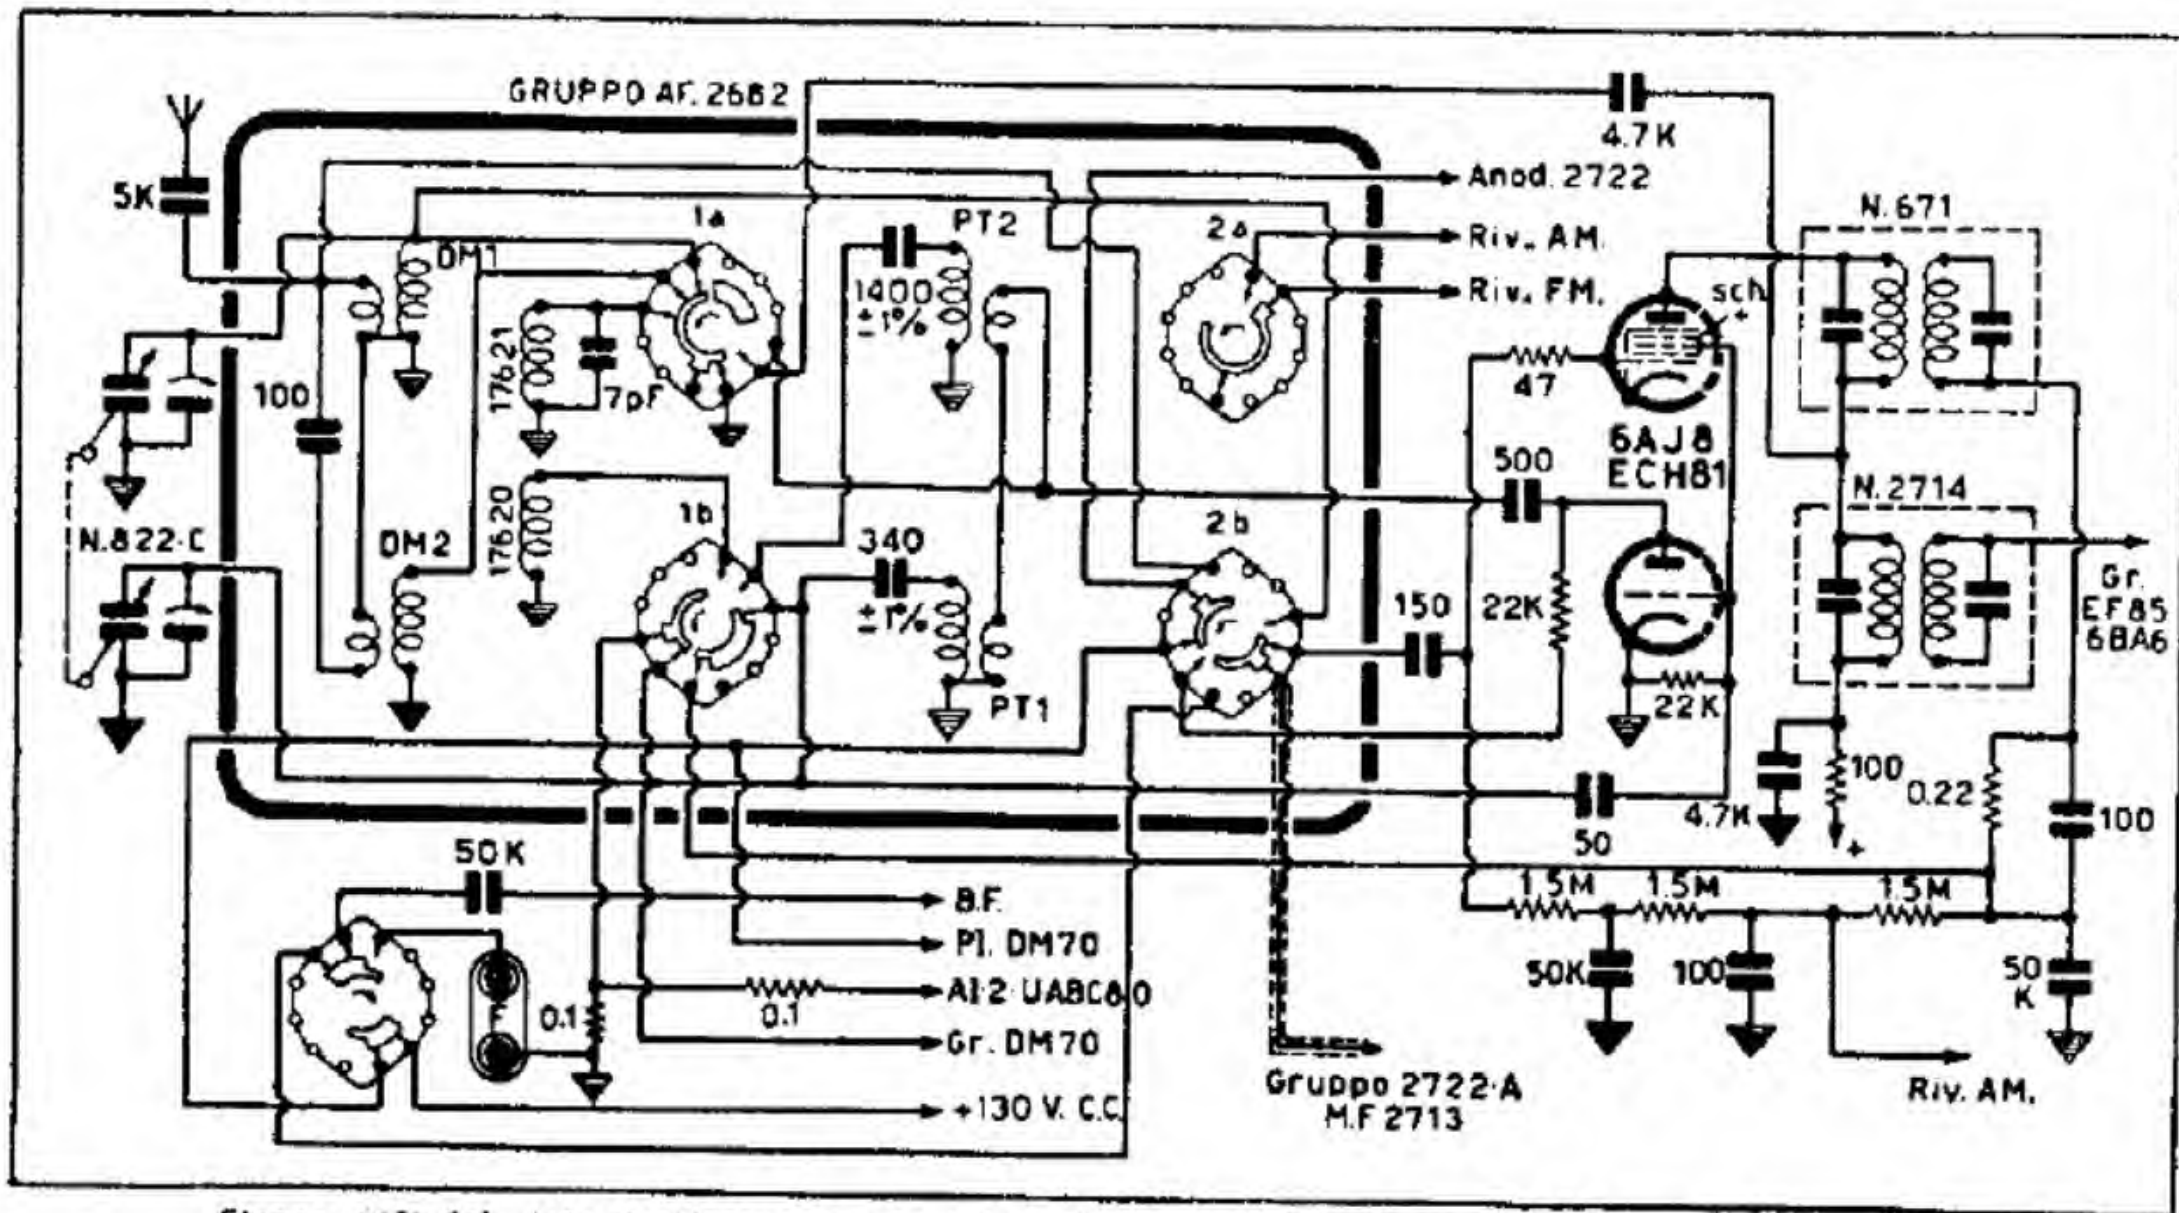 GRUPPO AF. 2682
4.7K
5K
Anod. 2722
N.671
1a
PT2
2a
DM1
Riv. AM.
1400
± 1%
Riv. FM.
sch.
+
17621
7pF
47
100
6AJ8
ECH81
500
N.2714
17620
1b
2b
N.822-C
DM2
340
± 1%
Gr.
EF85
6BA6
150
22K
PT1
22K
100
0.22
4.7K
100
+
50
50K
B.F.
1.5M
1.5M
1.5M
Pl. DM70
50K
100
50
K
0.1
0.1
Al 2 UABC80
Gr. DM70
Gruppo 2722-A
M.F 2713
Riv. AM.
+130 V. C.C.